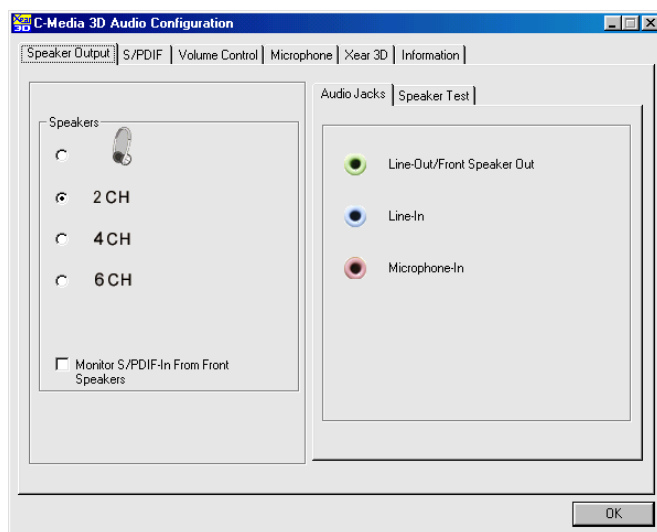 Xear 3D C-Media 3D Audio Configuration
Speaker Output S/PDIF Volume Control Microphone Xear 3D Information
Audio Jacks Speaker Test
Speakers
2 CH
4 CH
6 CH
Monitor S/PDIF-In From Front
Speakers
Line-Out/Front Speaker Out
Line-In
Microphone-In
OK